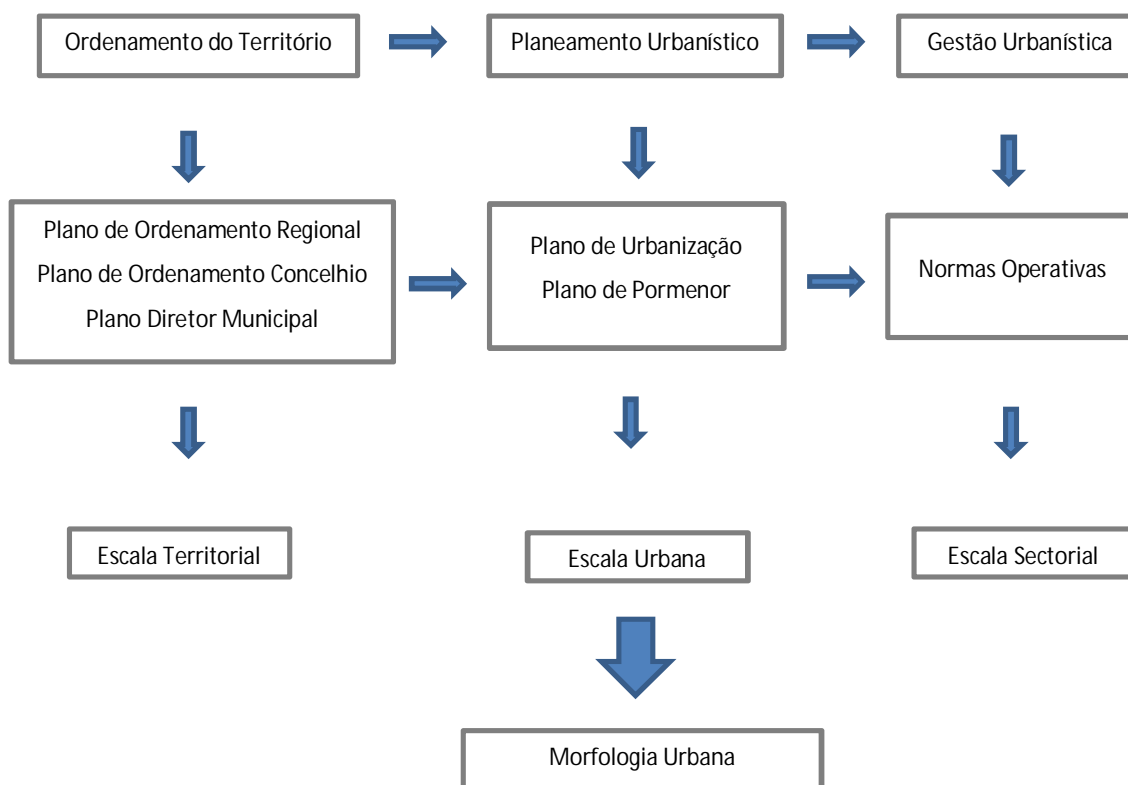 Ordenamento do Território
Planeamento Urbanístico
Gestão Urbanística
Plano de Ordenamento Regional
Plano de Ordenamento Concelhio
Plano Diretor Municipal
Plano de Urbanização
Plano de Pormenor
Normas Operativas
Escala Territorial
Escala Urbana
Escala Sectorial
Morfologia Urbana